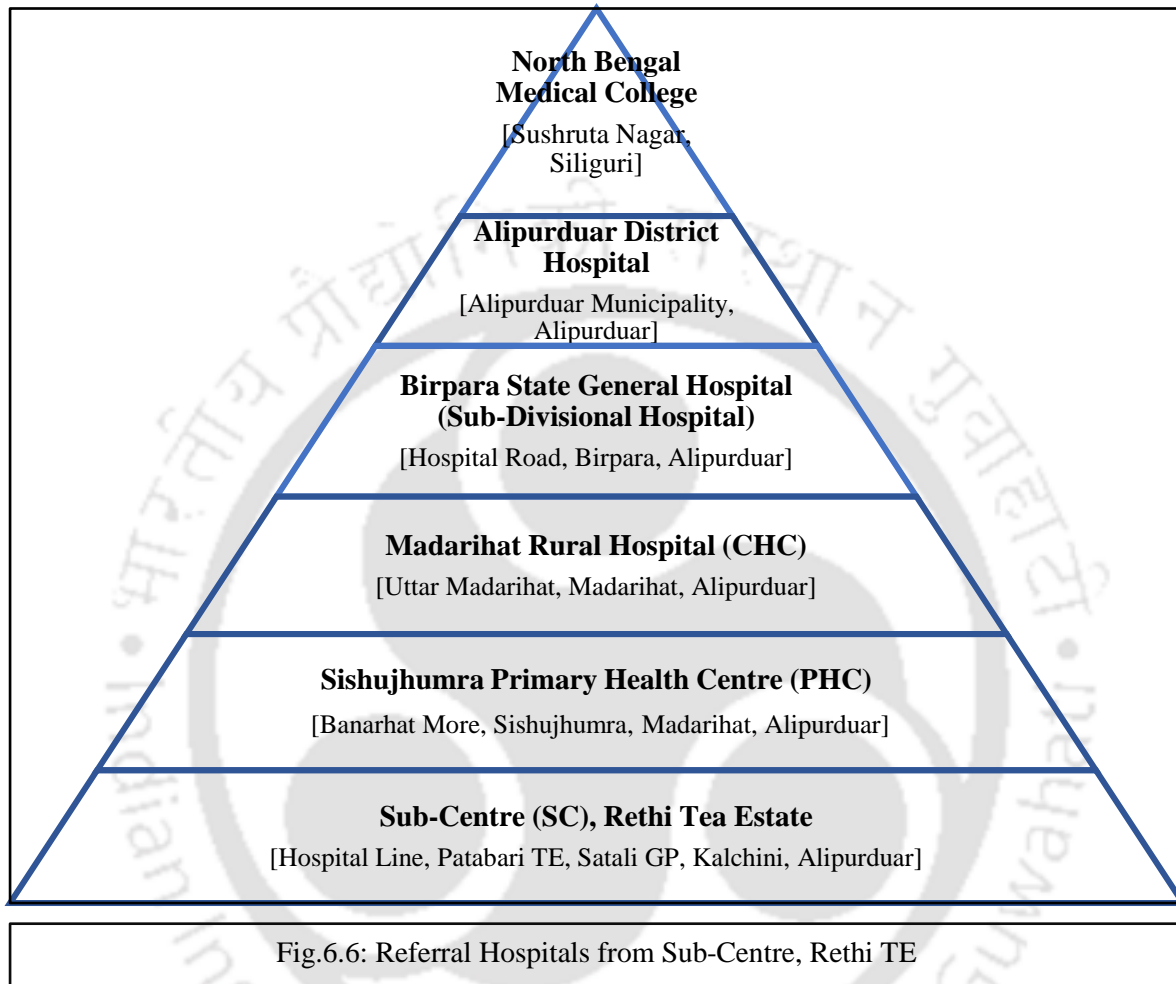 North Bengal
Medical College
[Sushruta Nagar,
Siliguri]
Alipurduar District
Hospital
[Alipurduar Municipality,
Alipurduar]
Birpara State General Hospital
(Sub-Divisional Hospital)
[Hospital Road, Birpara, Alipurduar]
Madarihat Rural Hospital (CHC)
[Uttar Madarihat, Madarihat, Alipurduar]
Sishujhumra Primary Health Centre (PHC)
[Banarhat More, Sishujhumra, Madarihat, Alipurduar]
Sub-Centre (SC), Rethi Tea Estate
[Hospital Line, Patabari TE, Satali GP, Kalchini, Alipurduar]
Fig.6.6: Referral Hospitals from Sub-Centre, Rethi TE
भारतीय प्रौद्योगिकी संस्थान गुवाहाटी
Indian